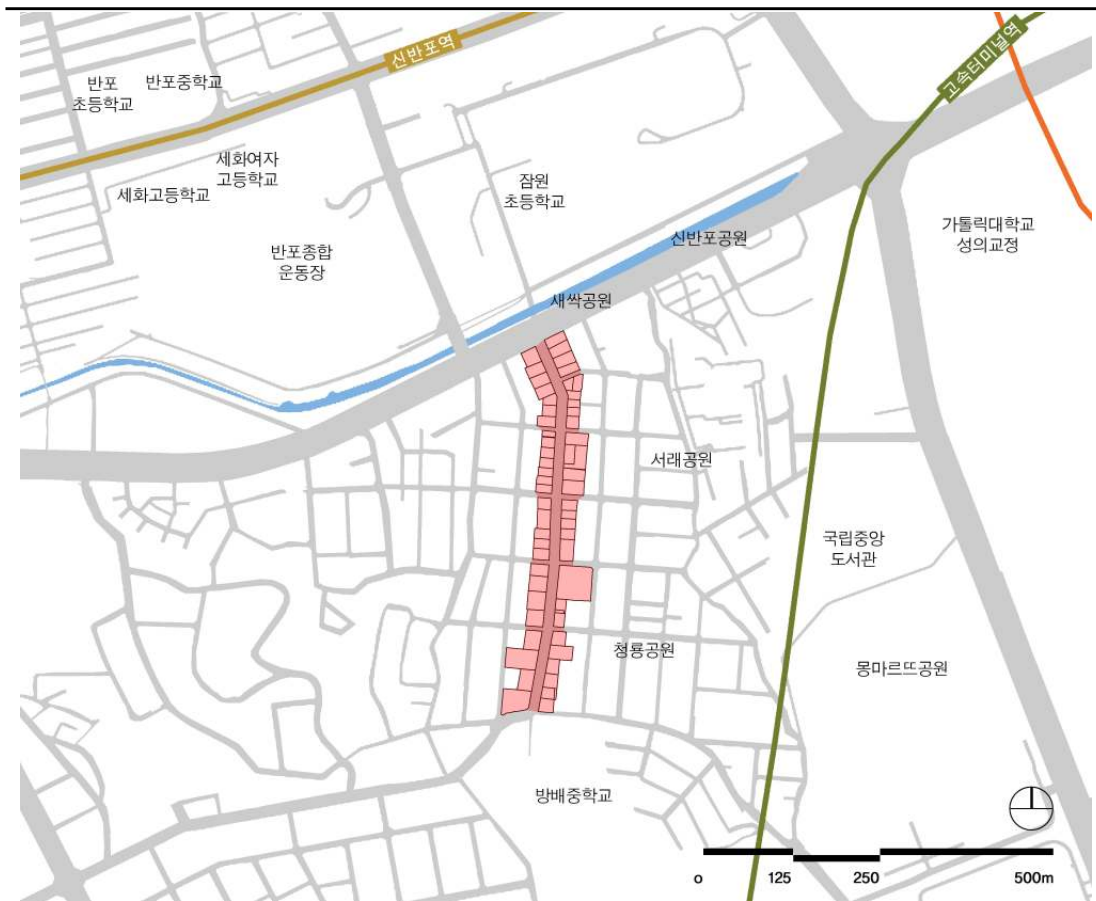 신반포역
고속터미널역
반포
초등학교
반포중학교
세화여자
고등학교
세화고등학교
잠원
초등학교
반포종합
운동장
신반포공원
가톨릭대학교
성의교정
새싹공원
서래공원
국립중앙
도서관
청룡공원
몽마르뜨공원
방배중학교
0 125 250 500m